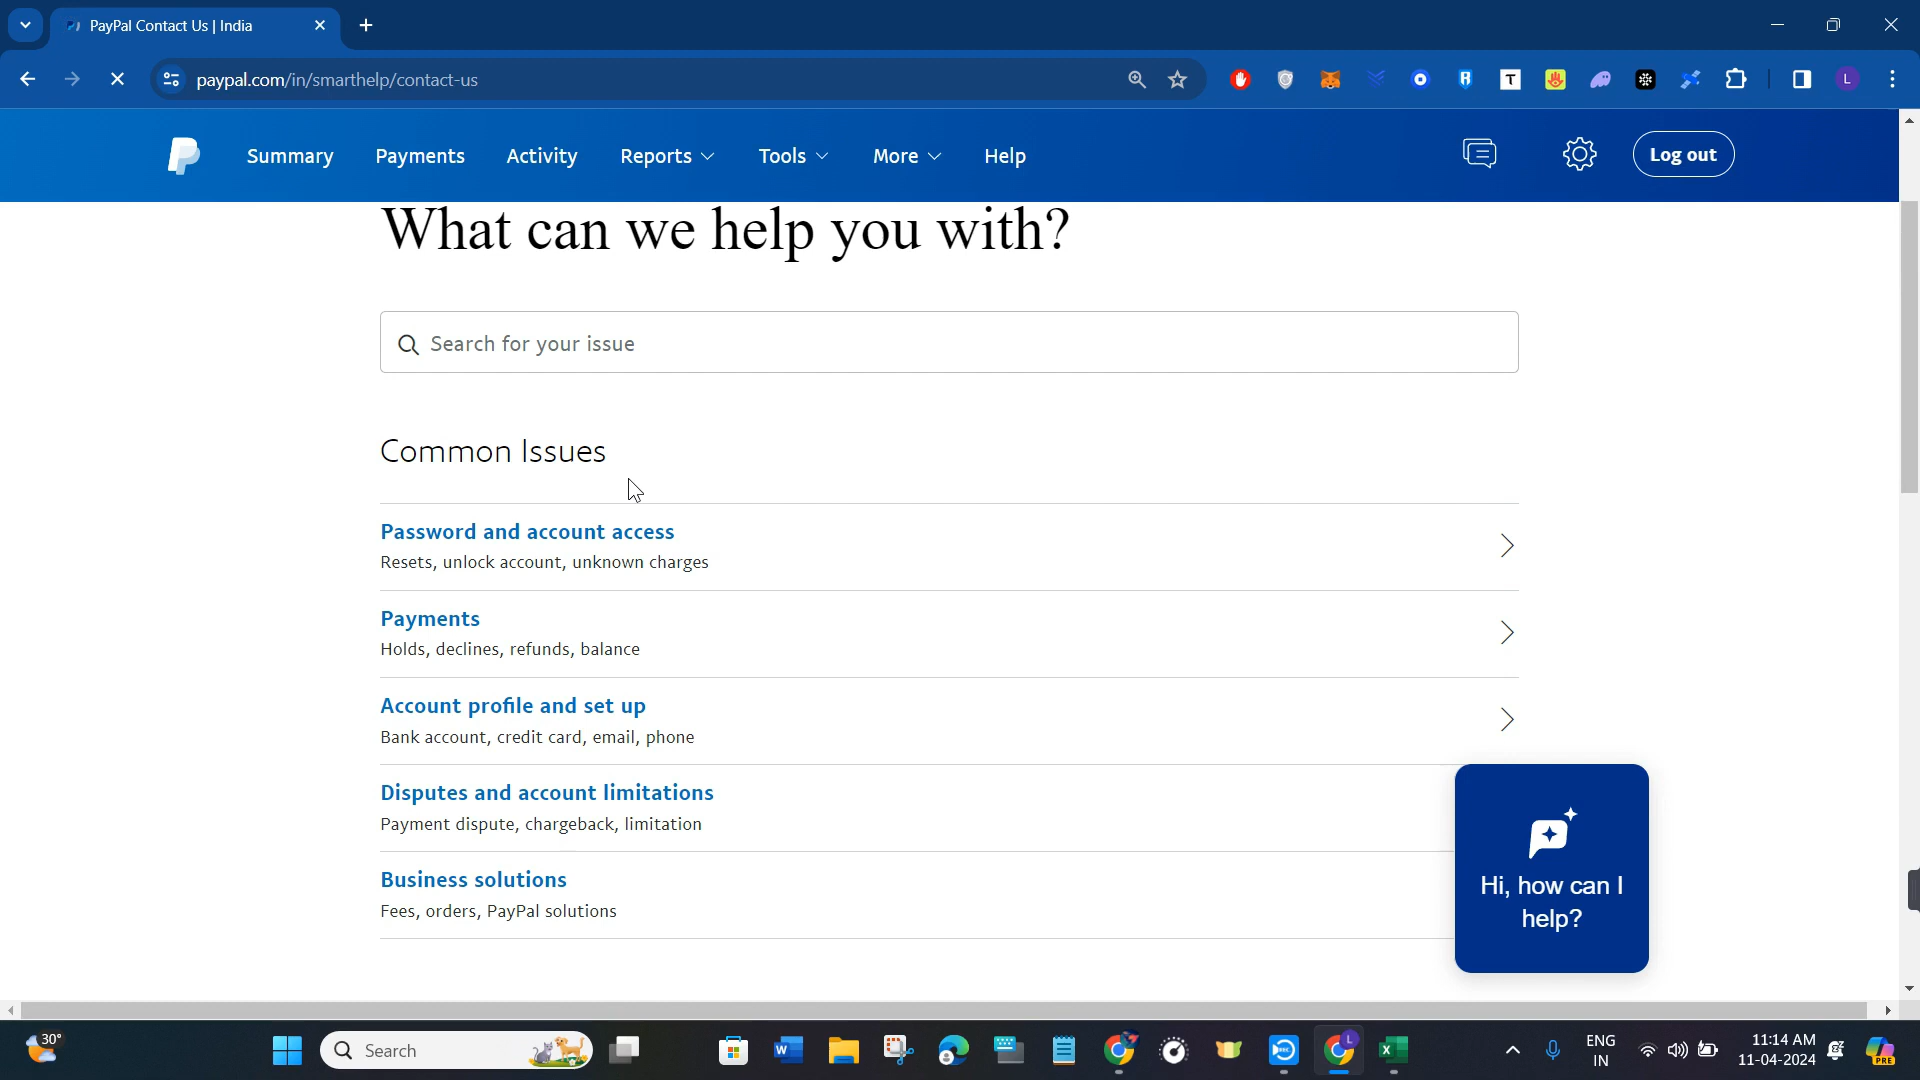 PayPal Contact Us | India
paypal.com/in/smarthelp/contact-us
T
L
Summary Payments Activity Reports Tools More Help Log out
What can we help you with?
Search for your issue
Common Issues
Password and account access
Resets, unlock account, unknown charges
Payments
Holds, declines, refunds, balance
Account profile and set up
Bank account, credit card, email, phone
Disputes and account limitations
Payment dispute, chargeback, limitation
Business solutions
Fees, orders, PayPal solutions
Hi, how can I
help?
30°
Search
ENG
IN
11:14 AM
11-04-2024
PRE